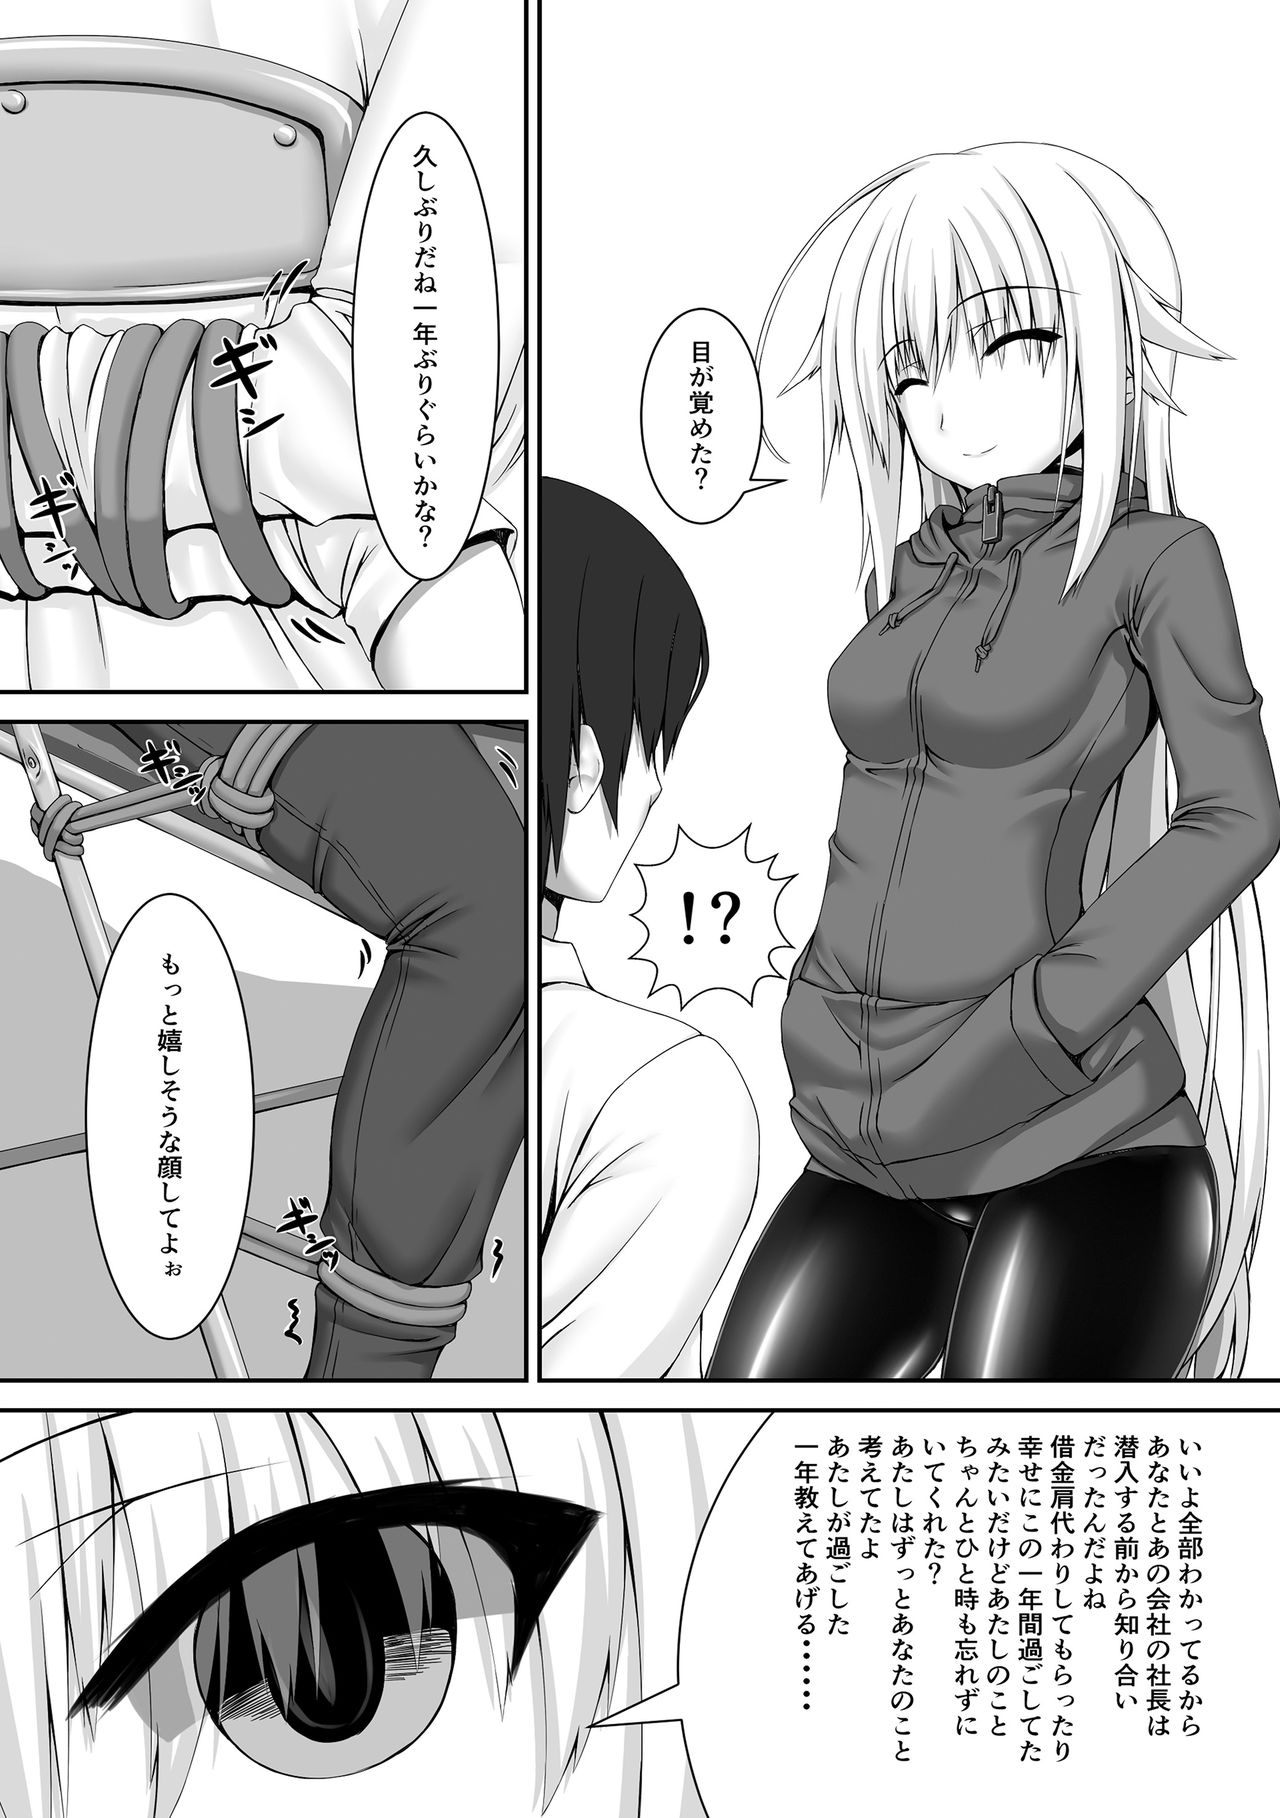 目が覚めた？
！？
久しぶりだね一年ぶりぐらいかな？
ギシ
ギシ
もっと嬉しそうな顔してよぉ
ギシッ
ギシッ
いいよ全部わかってるから
あなたとあの会社の社長は
潜入する前から知り合い
だったんだよね
借金肩代わりしてもらったり
幸せにこの一年間過ごしてた
みたいだけどあたしのこと
ちゃんとひと時も忘れずに
いてくれた？
あたしはずっとあなたのこと
考えてたよ
あたしが過ごした
一年教えてあげる・・・・・・